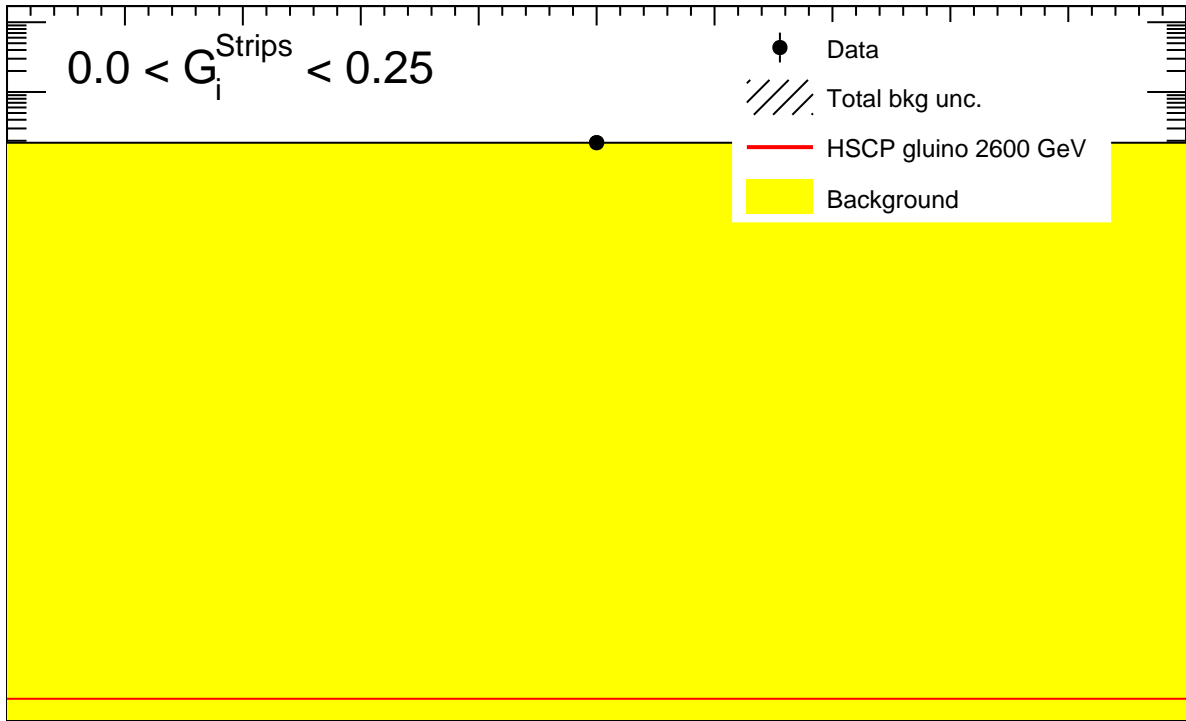 0.0 < G_i^Strips < 0.25
Data
Total bkg unc.
HSCP gluino 2600 GeV
Background